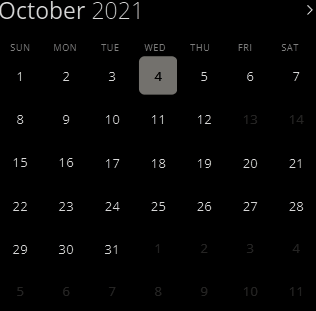 October 2021
SUN MON TUE WED THU FRI SAT
1 2 3 4 5 6 7
8 9 10 11 12 13 14
15 16 17 18 19 20 21
22 23 24 25 26 27 28
29 30 31 1 2 3 4
5 6 7 8 9 10 11